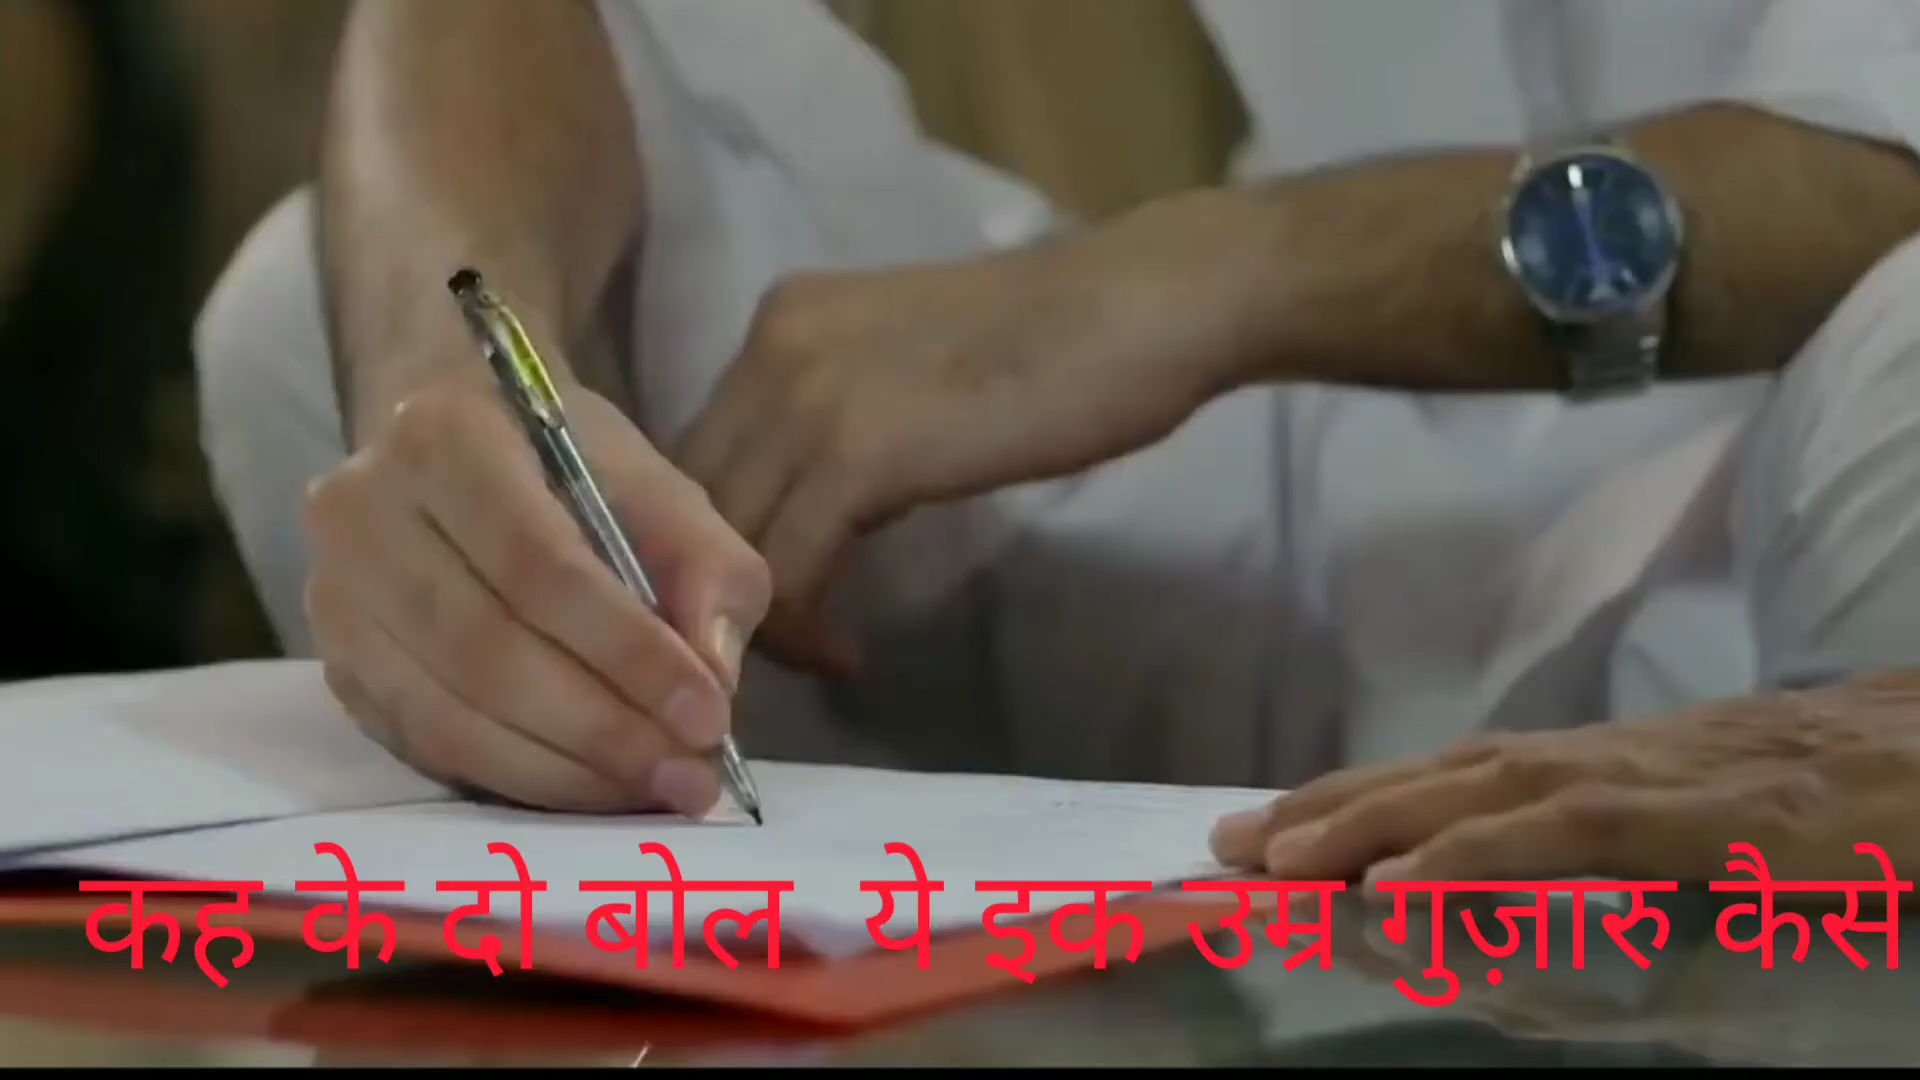 कह के दो बोल  ये इक उम्र गुज़ारु कैसे